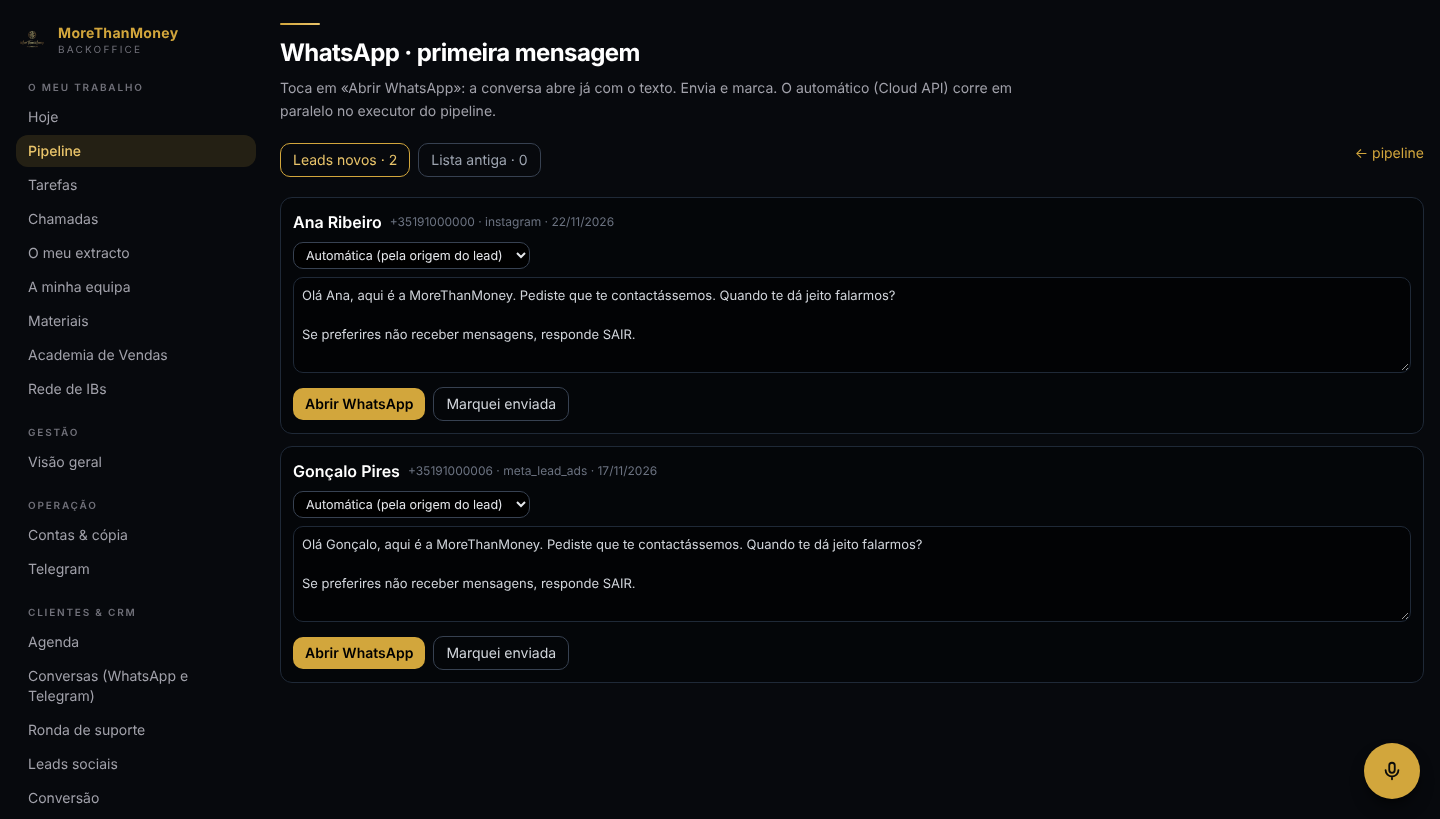 MoreThanMoney
BACKOFFICE
O MEU TRABALHO
Hoje
Pipeline
Tarefas
Chamadas
O meu extracto
A minha equipa
Materiais
Academia de Vendas
Rede de IBs
GESTÃO
Visão geral
OPERAÇÃO
Contas & cópia
Telegram
CLIENTES & CRM
Agenda
Conversas (WhatsApp e
Telegram)
Ronda de suporte
Leads sociais
Conversão
WhatsApp · primeira mensagem
Toca em «Abrir WhatsApp»: a conversa abre já com o texto. Envia e marca. O automático (Cloud API) corre em
paralelo no executor do pipeline.
Leads novos · 2
Lista antiga · 0
← pipeline
Ana Ribeiro +35191000000 · instagram · 22/11/2026
Automática (pela origem do lead)
Olá Ana, aqui é a MoreThanMoney. Pediste que te contactássemos. Quando te dá jeito falarmos?
Se preferires não receber mensagens, responde SAIR.
Abrir WhatsApp
Marquei enviada
Gonçalo Pires +35191000006 · meta_lead_ads · 17/11/2026
Automática (pela origem do lead)
Olá Gonçalo, aqui é a MoreThanMoney. Pediste que te contactássemos. Quando te dá jeito falarmos?
Se preferires não receber mensagens, responde SAIR.
Abrir WhatsApp
Marquei enviada